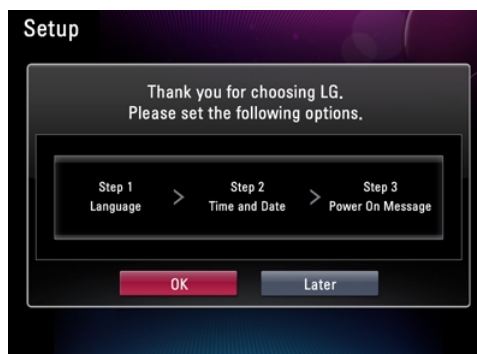 Setup
Thank you for choosing LG.
Please set the following options.
Step 1 > Step 2 > Step 3
Language Time and Date Power On Message
OK Later